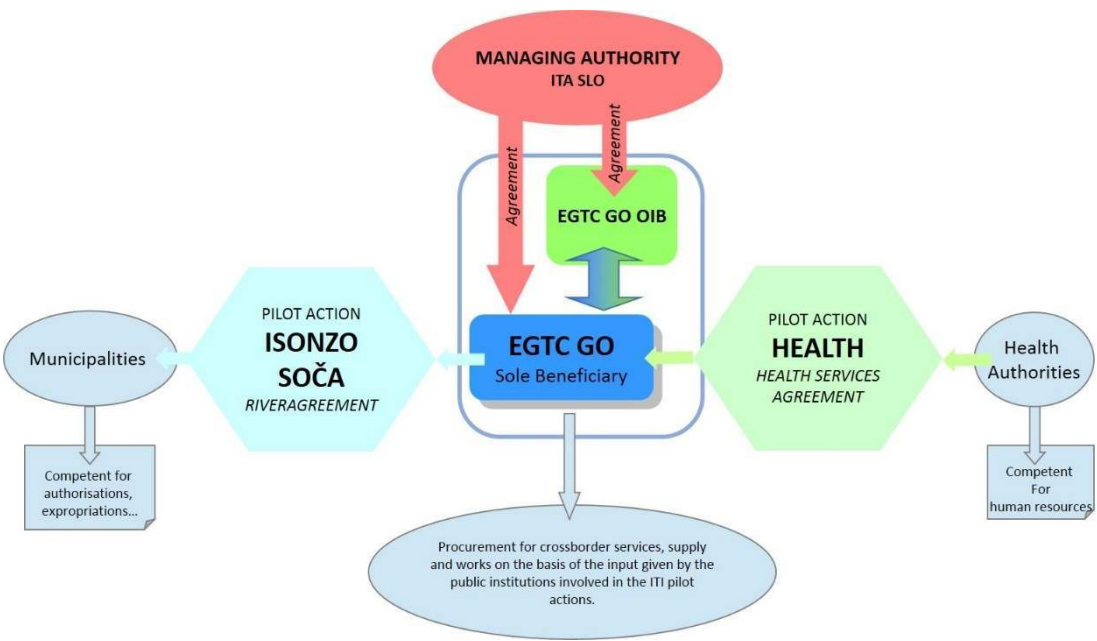 MANAGING AUTHORITY
ITA SLO
Agreement
Agreement
EGTC GO OIB
PILOT ACTION
ISONZO
SOČA
RIVERAGREEMENT
Municipalities
Competent for
authorisations,
expropriations...
EGTC GO
Sole Beneficiary
PILOT ACTION
HEALTH
HEALTH SERVICES
AGREEMENT
Health
Authorities
Competent
For
human resources
Procurement for crossborder services, supply
and works on the basis of the input given by the
public institutions involved in the ITI pilot
actions.